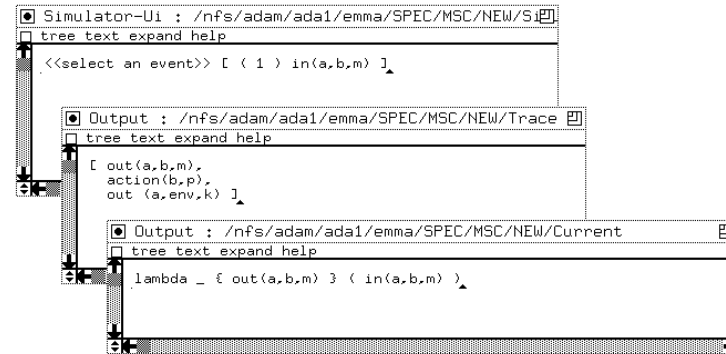 Simulator-Ui : /nfs/adam/ada1/emma/SPEC/MSC/NEW/Si
tree text expand help
<<select an event>> [ ( 1 ) in(a,b,m) ]
Output : /nfs/adam/ada1/emma/SPEC/MSC/NEW/Trace
tree text expand help
[ out(a,b,m),
action(b,p),
out (a,env,k) ]
Output : /nfs/adam/ada1/emma/SPEC/MSC/NEW/Current
tree text expand help
lambda _ { out(a,b,m) } ( in(a,b,m) )